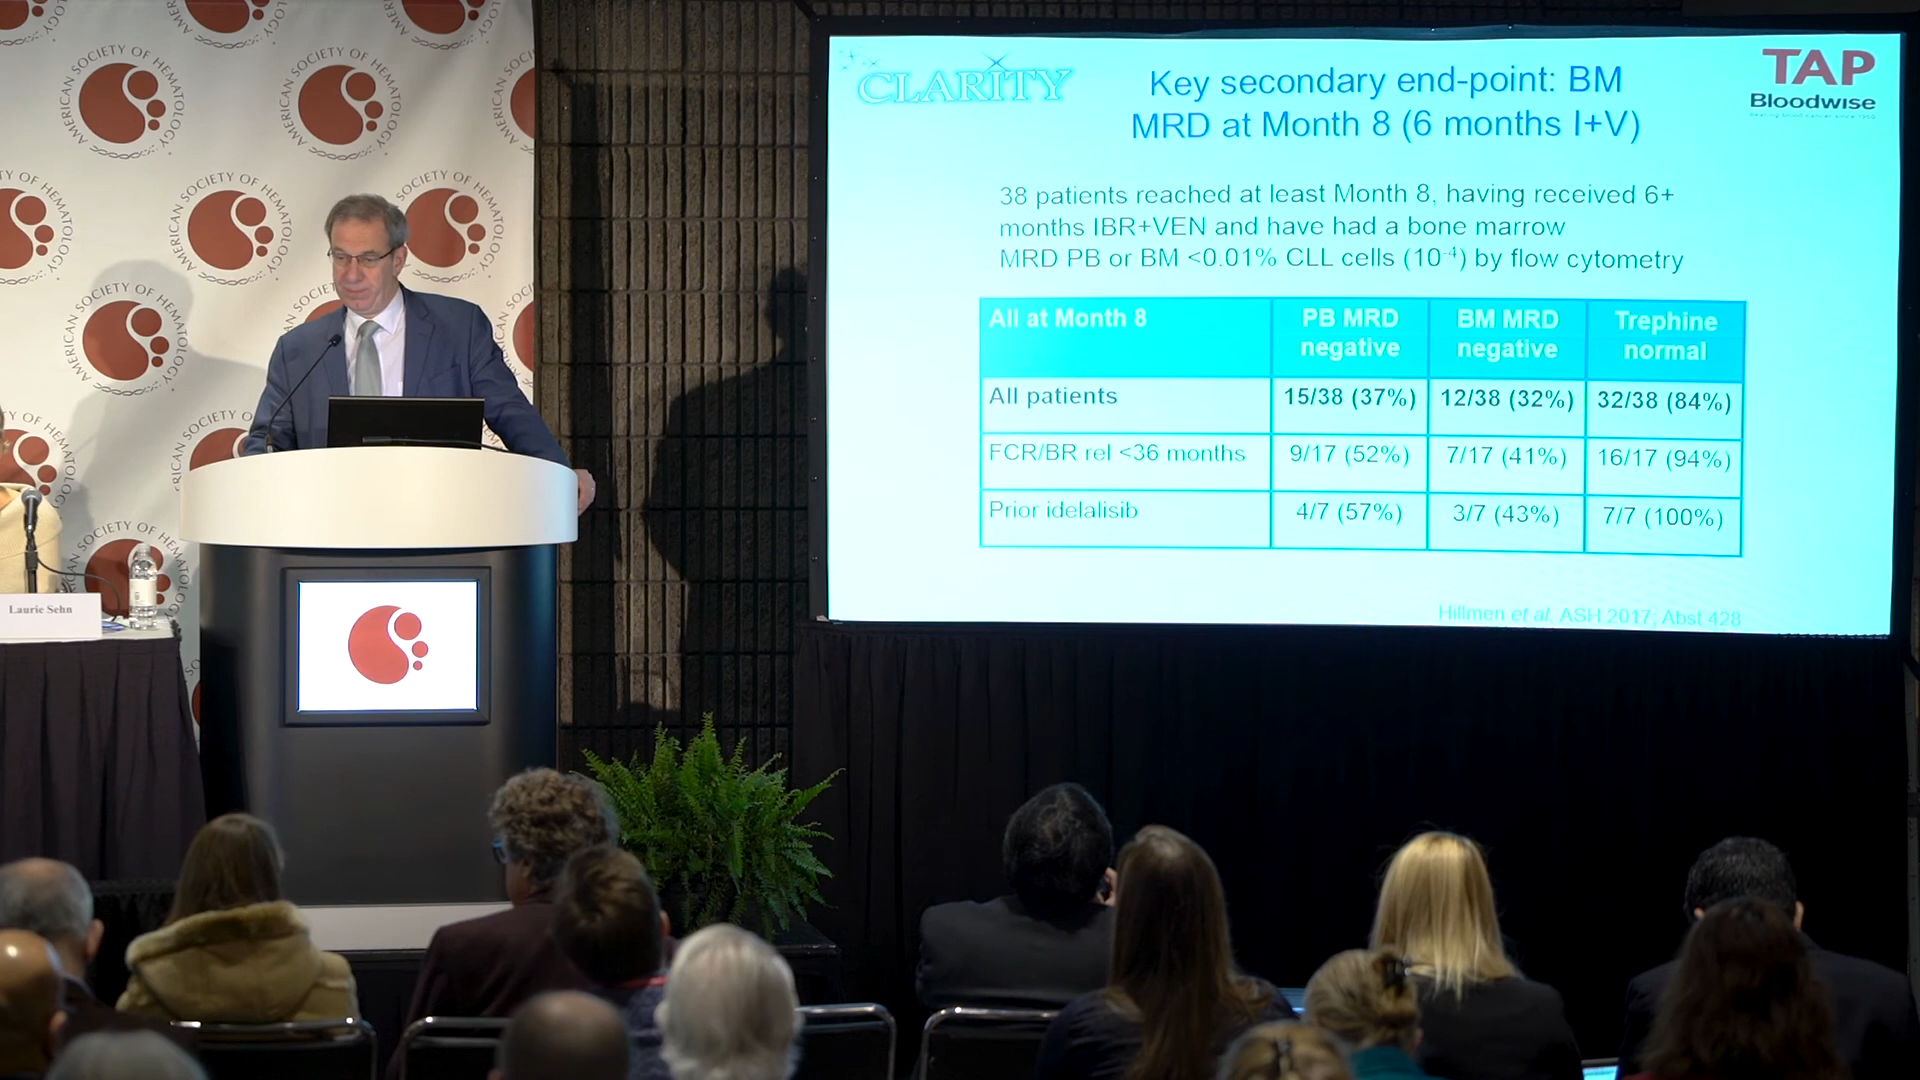 AMERICAN SOCIETY OF HEMATOLOGY
Laurie Sehn
CLARITY
TAP
Bloodwise
Key secondary end-point: BM
MRD at Month 8 (6 months I+V)
38 patients reached at least Month 8, having received 6+
months IBR+VEN and have had a bone marrow
MRD PB or BM <0.01% CLL cells (10⁻⁴) by flow cytometry
All at Month 8 PB MRD negative BM MRD negative Trephine normal
All patients 15/38 (37%) 12/38 (32%) 32/38 (84%)
FCR/BR rel <36 months 9/17 (52%) 7/17 (41%) 16/17 (94%)
Prior idelalisib 4/7 (57%) 3/7 (43%) 7/7 (100%)
Hillmen et al. ASH 2017; Abst 428